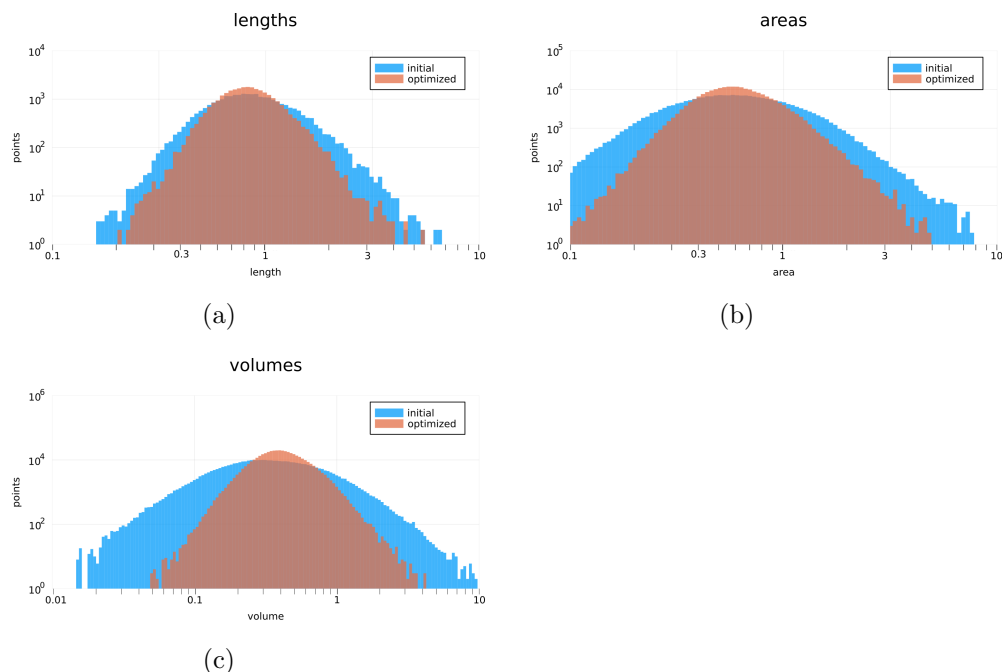 lengths
10^4
10^3
10^2
10^1
10^0
points
initial
optimized
0.1
0.3
1
3
10
length
(a)
areas
10^5
10^4
10^3
10^2
10^1
10^0
points
initial
optimized
0.1
0.3
1
3
10
area
(b)
volumes
10^6
10^4
10^2
10^0
points
initial
optimized
0.01
0.1
1
10
volume
(c)